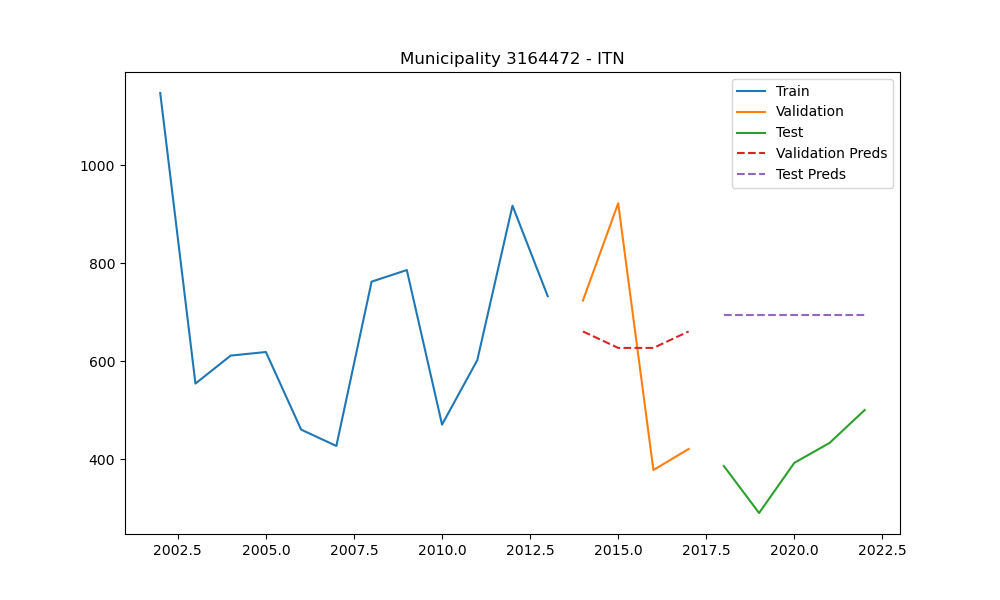 Municipality 3164472 - ITN
Train
Validation
Test
Validation Preds
Test Preds
1000
800
600
400
2002.5 2005.0 2007.5 2010.0 2012.5 2015.0 2017.5 2020.0 2022.5